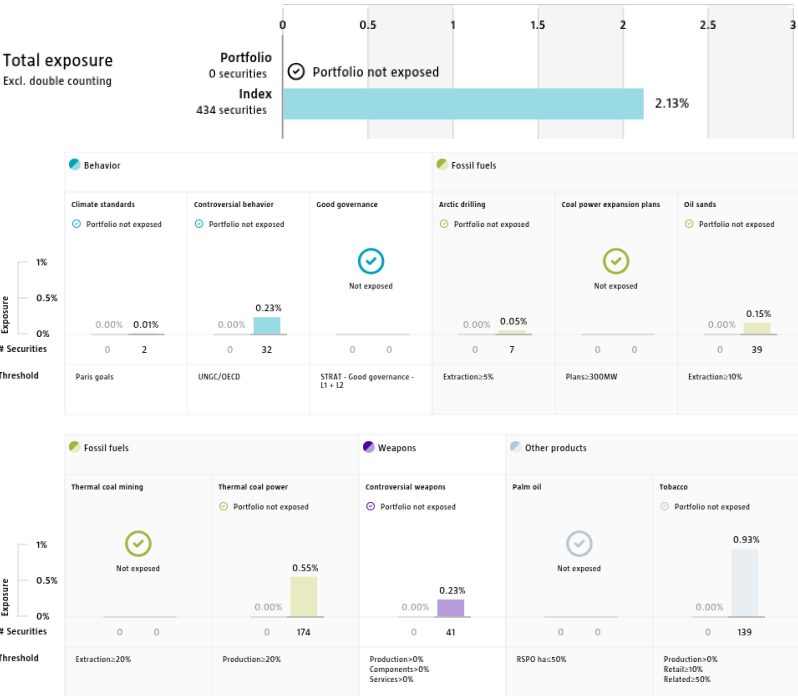 0 0.5 1 1.5 2 2.5 3
Total exposure
Excl. double counting
Portfolio
0 securities
Portfolio not exposed
Index
434 securities
2.13%
Behavior
Fossil fuels
Climate standards
Controversial behavior
Good governance
Arctic drilling
Coal power expansion plans
Oil sands
Portfolio not exposed
Portfolio not exposed
Portfolio not exposed
Portfolio not exposed
Not exposed
Not exposed
Exposure
1%
0.5%
0%
0.00% 0.01%
0.00% 0.23%
0.00% 0.05%
0.00% 0.15%
# Securities
0 2
0 32
0 0
0 7
0 0
0 39
Threshold
Paris goals
UNGC/OECD
STRAT - Good governance -
L1 + L2
Extraction≥5%
Plans≥300MW
Extraction≥10%
Fossil fuels
Weapons
Other products
Thermal coal mining
Thermal coal power
Controversial weapons
Palm oil
Tobacco
Portfolio not exposed
Portfolio not exposed
Portfolio not exposed
Not exposed
Not exposed
Exposure
1%
0.5%
0%
0.00% 0.55%
0.00% 0.23%
0.00% 0.93%
# Securities
0 0
0 174
0 41
0 0
0 139
Threshold
Extraction≥20%
Production≥20%
Production>0%
Components>0%
Services>0%
RSPO ha≤50%
Production>0%
Retail≥10%
Related≥50%